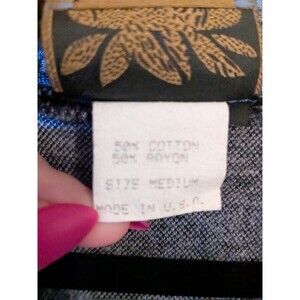 50% COTTON
50% RAYON
SIZE MEDIUM
MADE IN U.S.A.